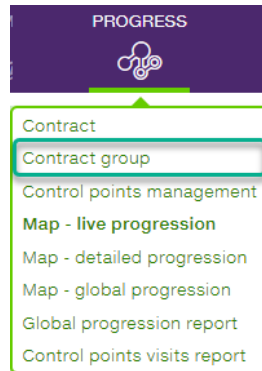 PROGRESS
Contract
Contract group
Control points management
Map - live progression
Map - detailed progression
Map - global progression
Global progression report
Control points visits report